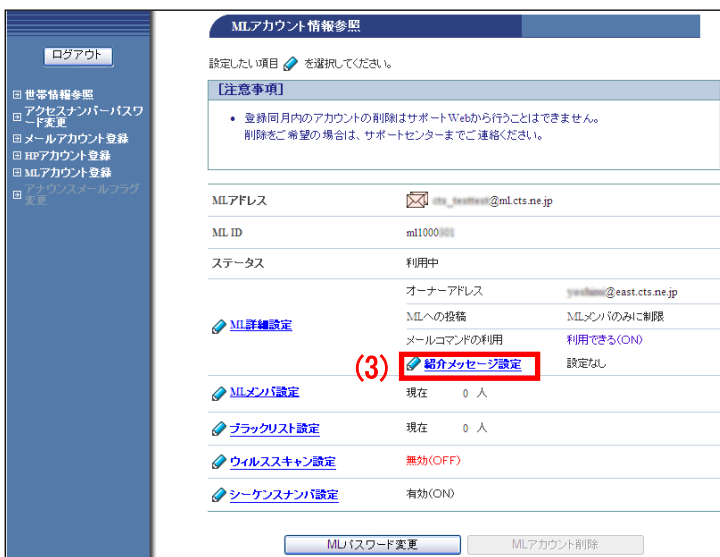 MLアカウント情報参照
ログアウト
設定したい項目 を選択してください。
世帯情報参照
アクセスナンバーパスワ
ード変更
メールアカウント登録
HPアカウント登録
MLアカウント登録
アナウンスメールフラグ
変更
[注意事項]
• 登録同月内のアカウントの削除はサポートWebから行うことはできません。
削除をご希望の場合は、サポートセンターまでご連絡ください。
MLアドレス @ml.cts.ne.jp
ML ID ml1000
ステータス 利用中
ML詳細設定
オーナーアドレス @east.cts.ne.jp
MLへの投稿 MLメンバのみに制限
メールコマンドの利用 利用できる(ON)
(3) 紹介メッセージ設定 設定なし
MLメンバ設定 現在 0 人
ブラックリスト設定 現在 0 人
ウィルススキャン設定 無効(OFF)
シーケンスナンバ設定 有効(ON)
MLパスワード変更 MLアカウント削除